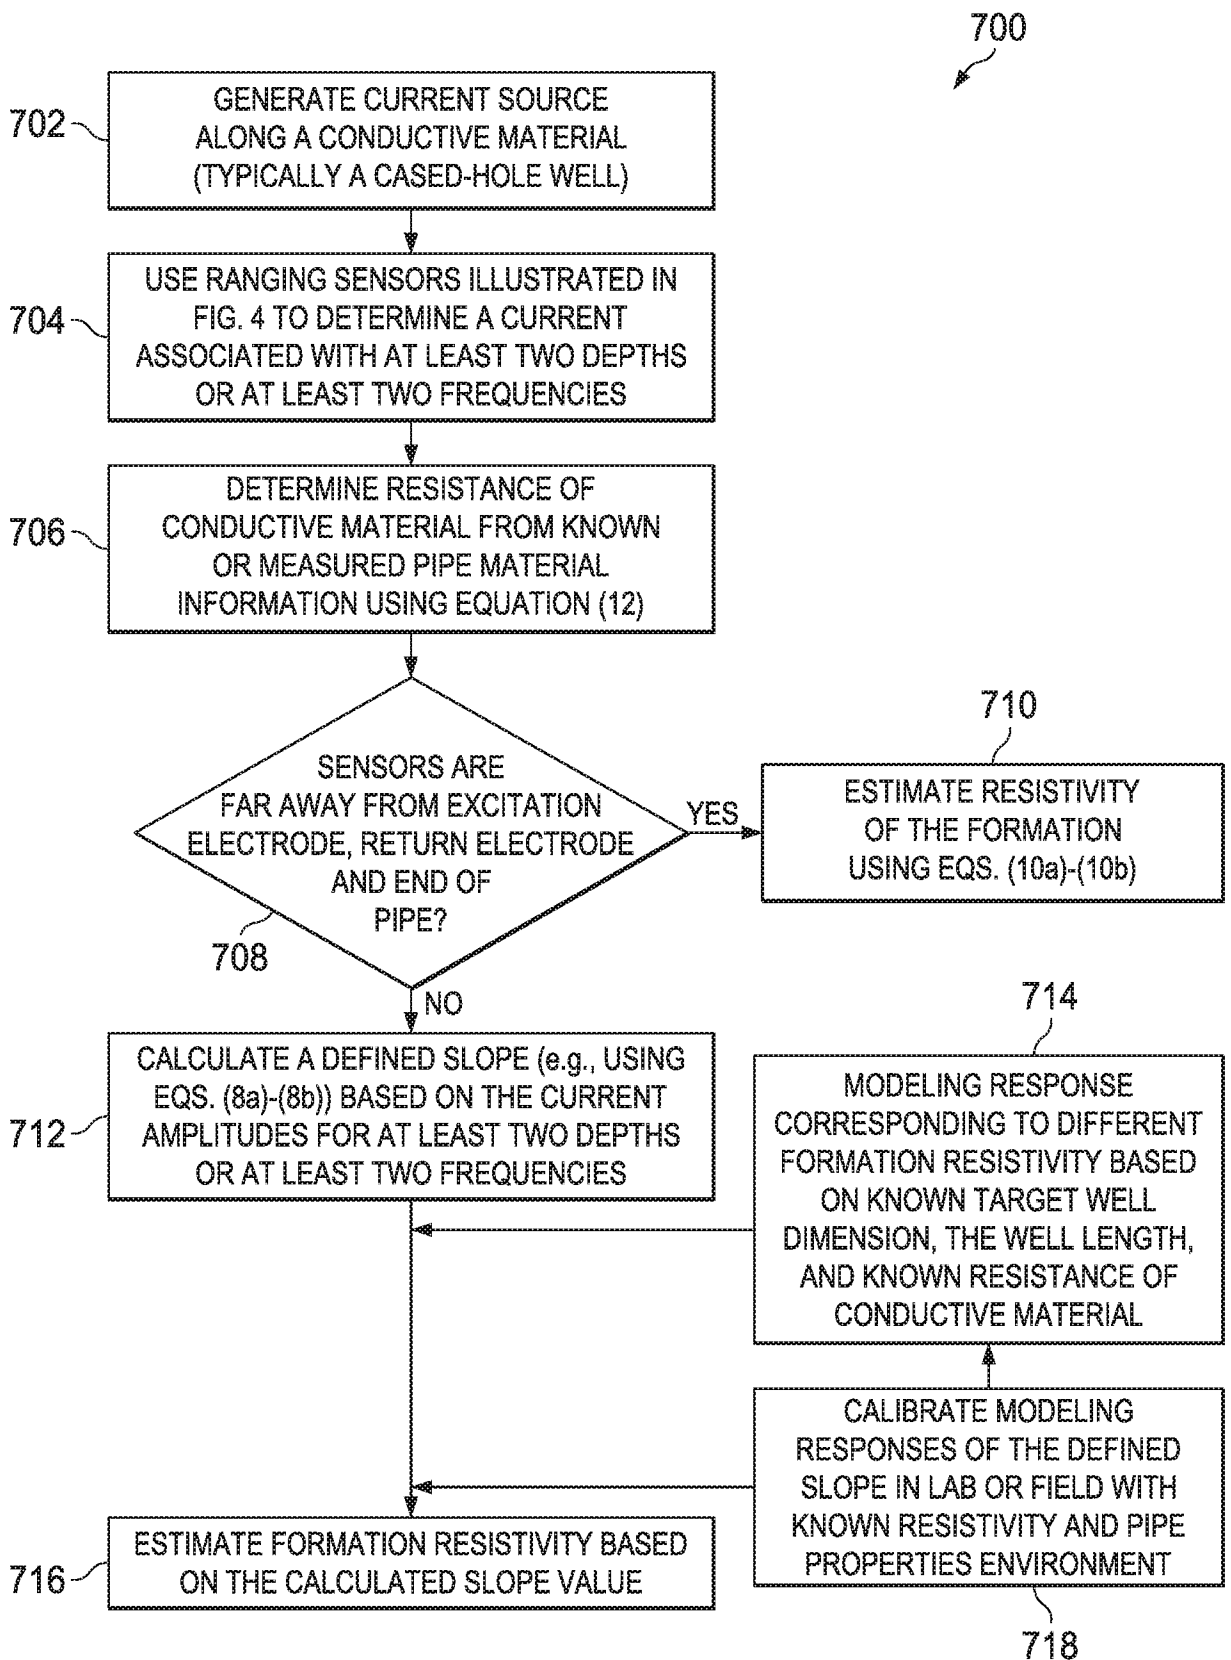 700
702
GENERATE CURRENT SOURCE
ALONG A CONDUCTIVE MATERIAL
(TYPICALLY A CASED-HOLE WELL)
704
USE RANGING SENSORS ILLUSTRATED IN
FIG. 4 TO DETERMINE A CURRENT
ASSOCIATED WITH AT LEAST TWO DEPTHS
OR AT LEAST TWO FREQUENCIES
706
DETERMINE RESISTANCE OF
CONDUCTIVE MATERIAL FROM KNOWN
OR MEASURED PIPE MATERIAL
INFORMATION USING EQUATION (12)
708
SENSORS ARE
FAR AWAY FROM EXCITATION
ELECTRODE, RETURN ELECTRODE
AND END OF
PIPE?
YES
710
ESTIMATE RESISTIVITY
OF THE FORMATION
USING EQS. (10a)-(10b)
NO
712
CALCULATE A DEFINED SLOPE (e.g., USING
EQS. (8a)-(8b)) BASED ON THE CURRENT
AMPLITUDES FOR AT LEAST TWO DEPTHS
OR AT LEAST TWO FREQUENCIES
714
MODELING RESPONSE
CORRESPONDING TO DIFFERENT
FORMATION RESISTIVITY BASED
ON KNOWN TARGET WELL
DIMENSION, THE WELL LENGTH,
AND KNOWN RESISTANCE OF
CONDUCTIVE MATERIAL
716
ESTIMATE FORMATION RESISTIVITY BASED
ON THE CALCULATED SLOPE VALUE
CALIBRATE MODELING
RESPONSES OF THE DEFINED
SLOPE IN LAB OR FIELD WITH
KNOWN RESISTIVITY AND PIPE
PROPERTIES ENVIRONMENT
718